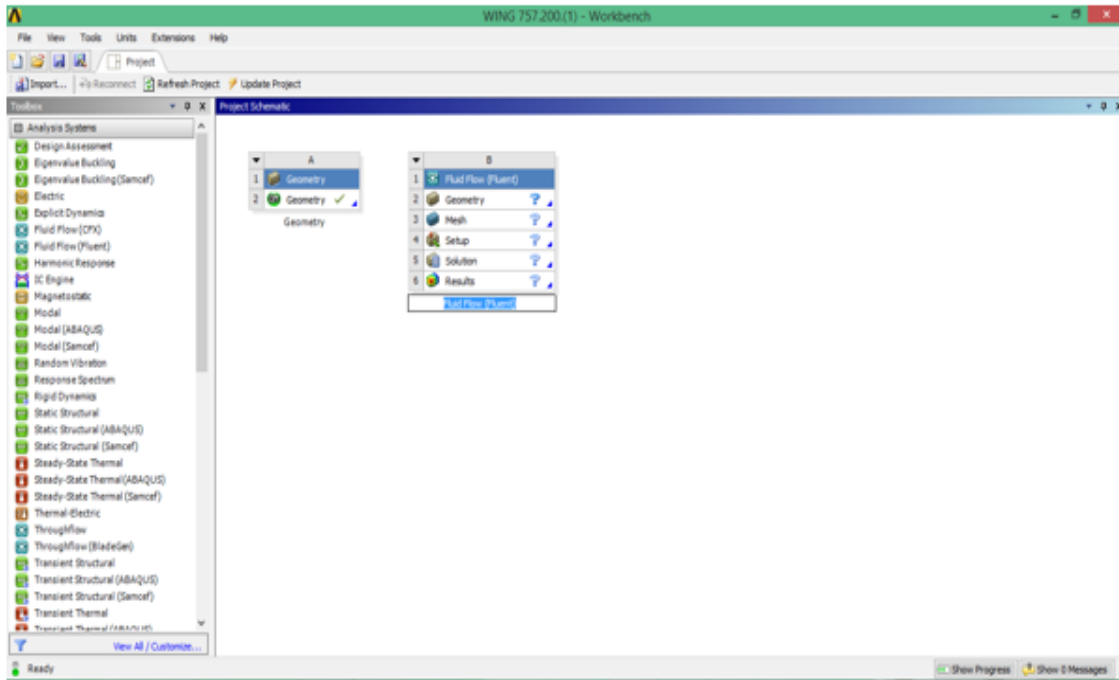 WING 757.200.(1) - Workbench
File View Tools Units Extensions Help
Project
Import... Reconnect Refresh Project Update Project
Toolbox
Project Schematic
Analysis Systems
Design Assessment
Eigenvalue Buckling
Eigenvalue Buckling (Samcef)
Electric
Explicit Dynamics
Fluid Flow (CFX)
Fluid Flow (Fluent)
Harmonic Response
IC Engine
Magnetostatic
Modal
Modal (ABAQUS)
Modal (Samcef)
Random Vibration
Response Spectrum
Rigid Dynamics
Static Structural
Static Structural (ABAQUS)
Static Structural (Samcef)
Steady-State Thermal
Steady-State Thermal (ABAQUS)
Steady-State Thermal (Samcef)
Thermal-Electric
Throughflow
Throughflow (BladeGen)
Transient Structural
Transient Structural (ABAQUS)
Transient Structural (Samcef)
Transient Thermal
Transient Thermal (ABAQUS)
View All / Customize...
A
1 Geometry
2 Geometry
Geometry
B
1 Fluid Flow (Fluent)
2 Geometry ?
3 Mesh ?
4 Setup ?
5 Solution ?
6 Results ?
Fluid Flow (Fluent)
Ready
Show Progress Show 0 Messages